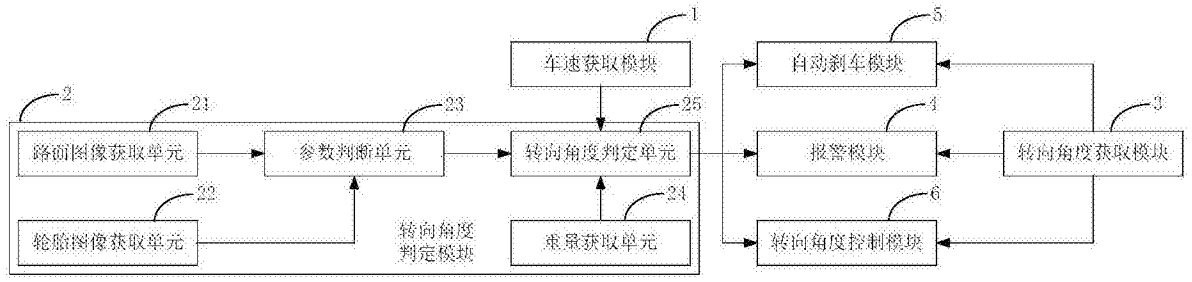 1
车速获取模块
5
自动刹车模块
2
21
路面图像获取单元
23
参数判断单元
25
转向角度判定单元
4
报警模块
3
转向角度获取模块
22
轮胎图像获取单元
转向角度
判定模块
24
重量获取单元
6
转向角度控制模块